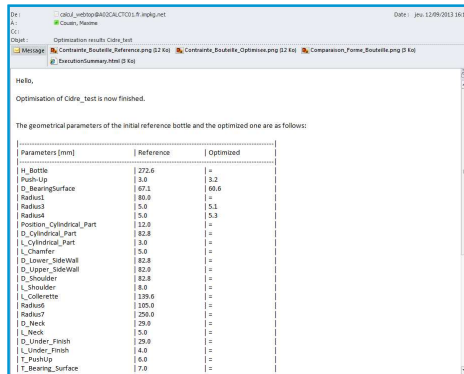 De : calcul_webtop@A02CALCTC01.fr.impkg.net Date : jeu. 12/09/2013 16:1
A : Cousin, Maxime
Cc :
Objet : Optimization results Cidre_test
Message Contrainte_Bouteille_Reference.png (12 Ko) Contrainte_Bouteille_Optimisee.png (12 Ko) Comparaison_Forme_Bouteille.png (5 Ko)
ExecutionSummary.html (3 Ko)
Hello,
Optimisation of Cidre_test is now finished.
The geometrical parameters of the initial reference bottle and the optimized one are as follows:
| Parameters [mm] | Reference | Optimized |
| H_Bottle | 272.6 | =
| Push-Up | 3.0 | 3.2
| D_BearingSurface | 67.1 | 60.6
| Radius1 | 80.0 | =
| Radius3 | 5.0 | 5.1
| Radius4 | 5.0 | 5.3
| Position_Cylindrical_Part | 12.0 | =
| D_Cylindrical_Part | 82.8 | =
| L_Cylindrical_Part | 3.0 | =
| L_Chamfer | 5.0 | =
| D_Lower_SideWall | 82.8 | =
| D_Upper_SideWall | 82.0 | =
| D_Shoulder | 82.8 | =
| L_Shoulder | 8.0 | =
| L_Collerette | 139.6 | =
| Radius6 | 105.0 | =
| Radius7 | 250.0 | =
| D_Neck | 29.0 | =
| L_Neck | 5.0 | =
| D_Under_Finish | 29.0 | =
| L_Under_Finish | 4.0 | =
| T_PushUp | 6.0 | =
| T_Bearing_Surface | 7.0 | =